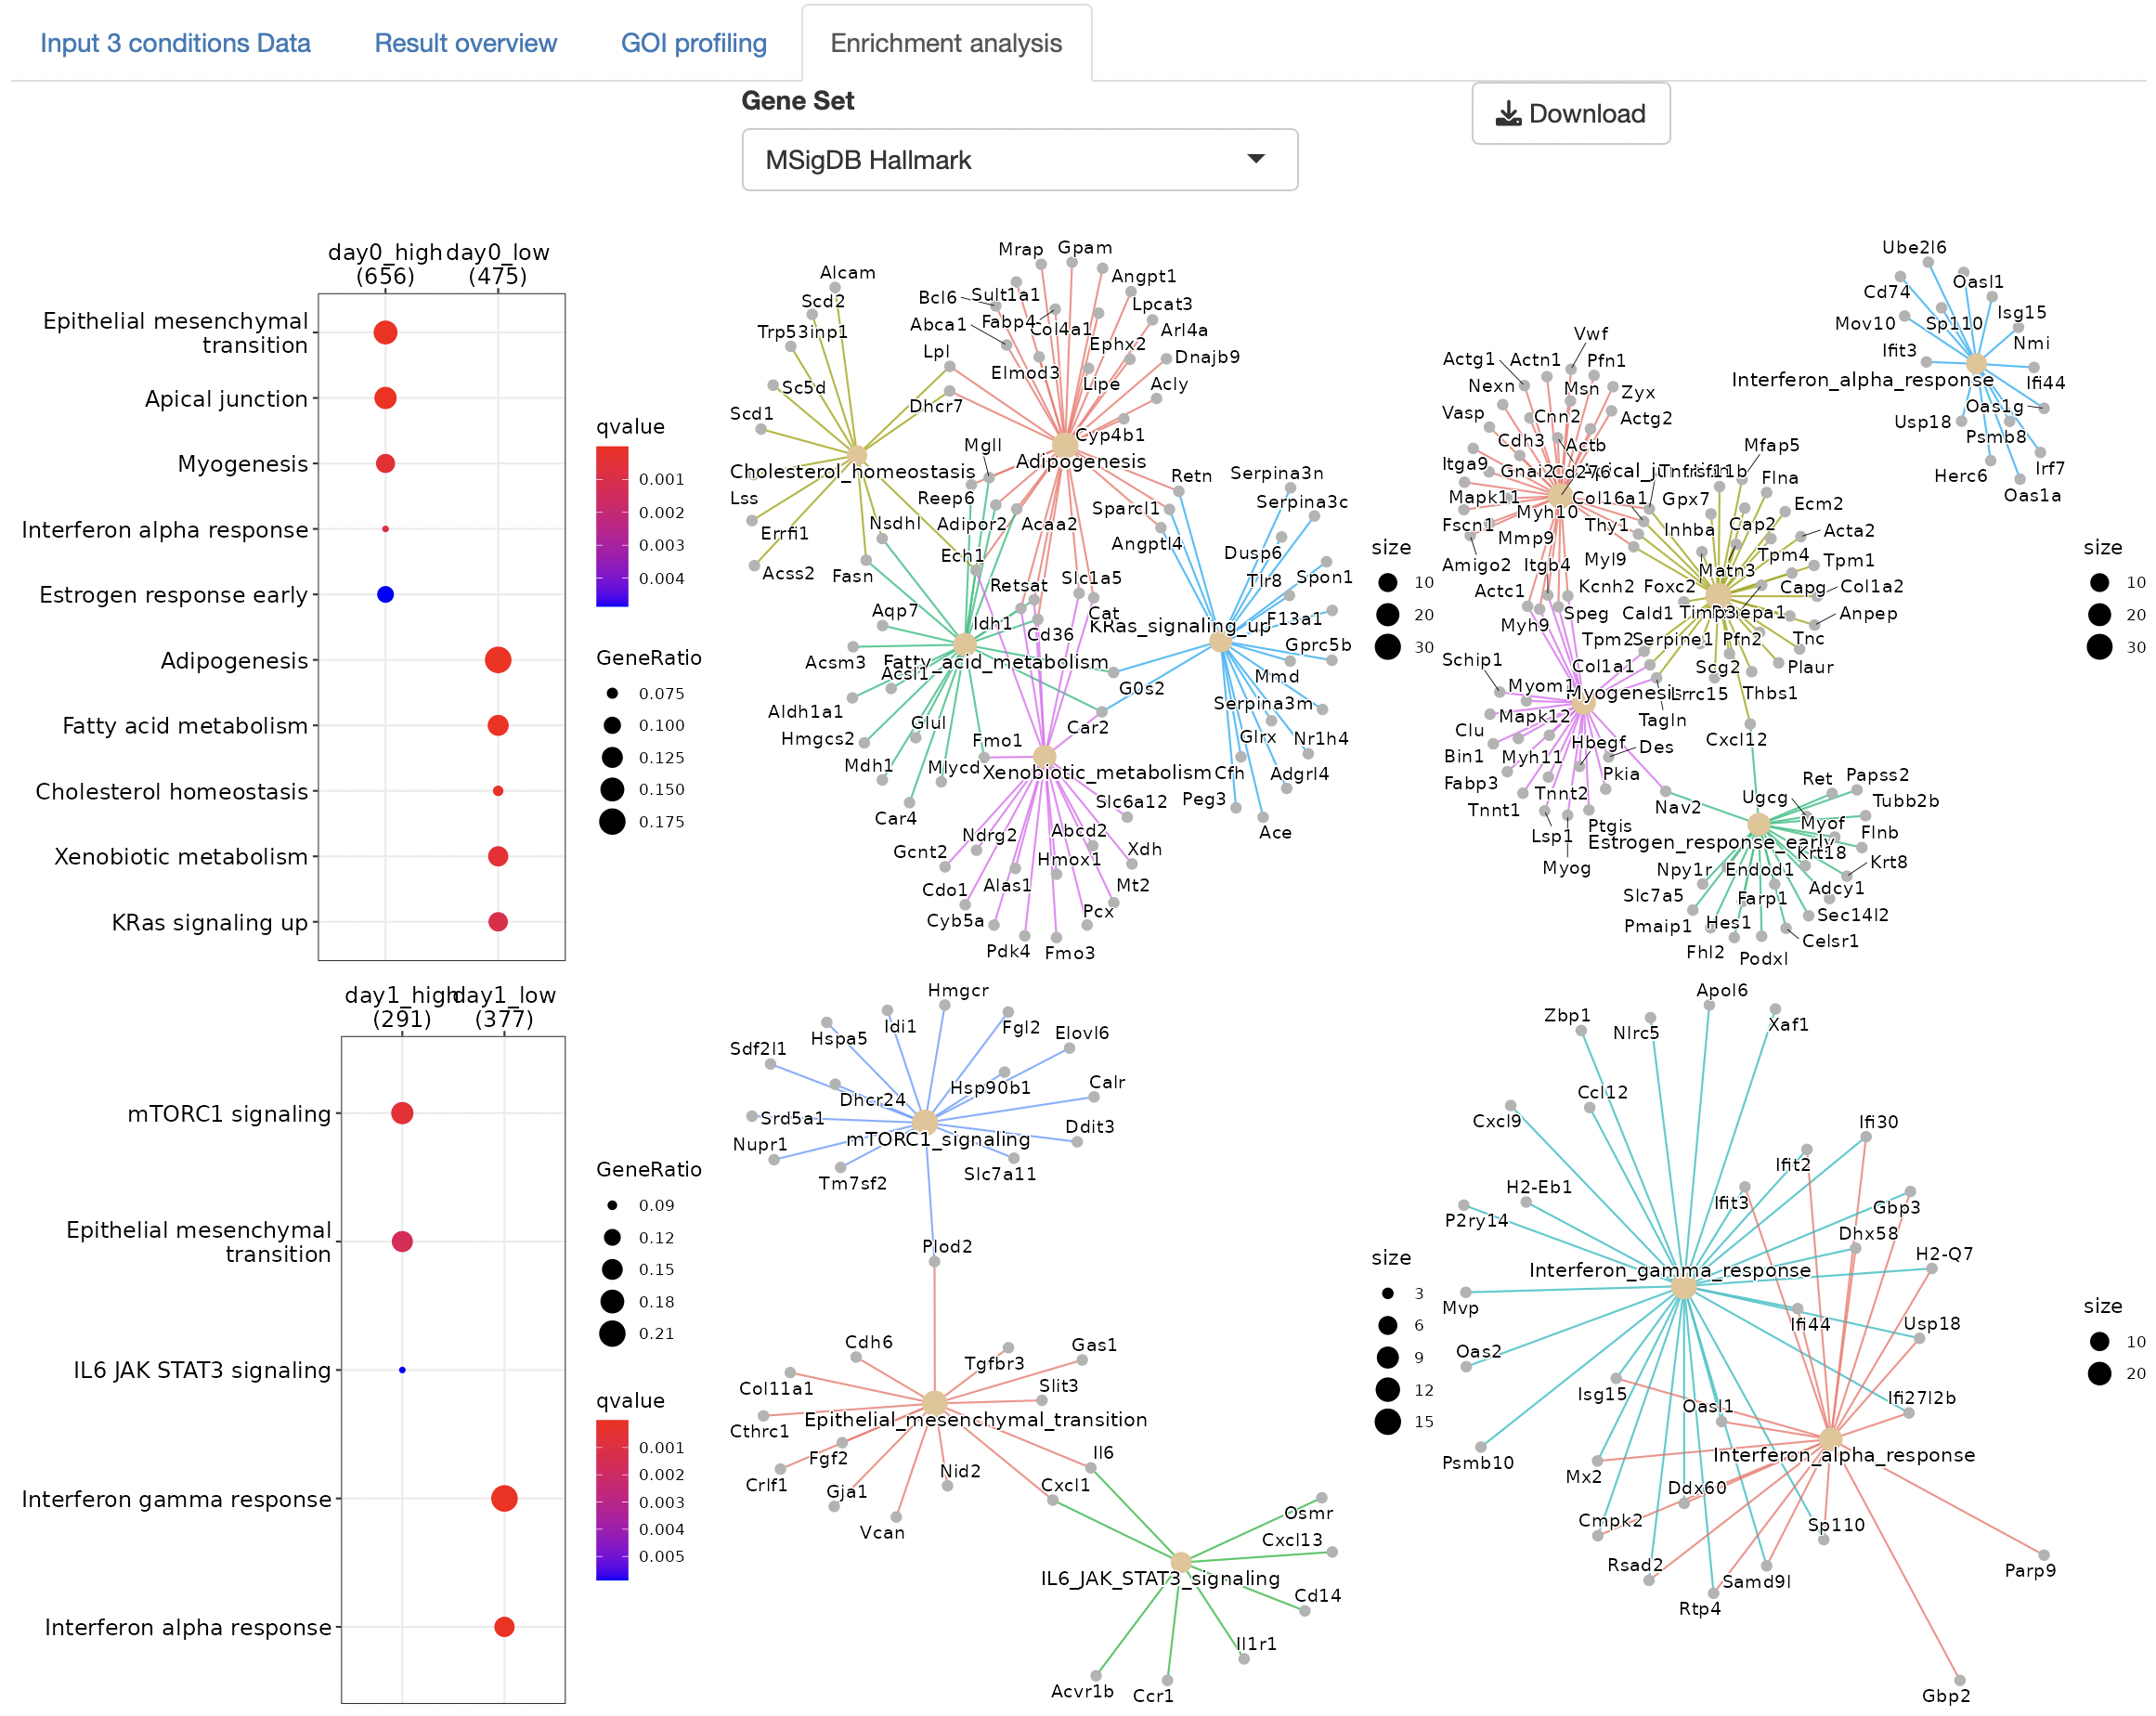 Input 3 conditions Data
Result overview
GOI profiling
Enrichment analysis
Gene Set
Download
MSigDB Hallmark
day0_high
(656)
day0_low
(475)
Epithelial mesenchymal
transition
Apical junction
Myogenesis
Interferon alpha response
Estrogen response early
Adipogenesis
Fatty acid metabolism
Cholesterol homeostasis
Xenobiotic metabolism
KRas signaling up
qvalue
0.001
0.002
0.003
0.004
GeneRatio
0.075
0.100
0.125
0.150
0.175
Mrap
Gpam
Alcam
Angpt1
Scd2
Bcl6
Sult1a1
Lpcat3
Trp53inp1
Abca1
Fabp4
Col4a1
Arl4a
Lpl
Ephx2
Dnajb9
Elmod3
Lipe
Acly
Sc5d
Scd1
Dhcr7
Mgll
Cyp4b1
Cholesterol_homeostasis
Adipogenesis
Retn
Serpina3n
Lss
Reep6
Serpina3c
Sparcl1
Errfi1
Nsdhl
Adipor2
Acaa2
Angptl4
Dusp6
Acss2
Fasn
Ech1
Retsat
Slc1a5
Tlr8
Spon1
Aqp7
Idh1
Cd36
Cat
KRas_signaling_up
F13a1
Gprc5b
Acsm3
Fatty_acid_metabolism
Acsl1
G0s2
Mmd
Aldh1a1
Serpina3m
Hmgcs2
Glul
Fmo1
Car2
Glrx
Nr1h4
Mdh1
Mlycd
Xenobiotic_metabolism
Cfh
Adgrl4
Car4
Slc6a12
Peg3
Ace
Ndrg2
Abcd2
Gcnt2
Hmox1
Xdh
Cdo1
Alas1
Mt2
Cyb5a
Pcx
Pdk4
Fmo3
size
10
20
30
Ube2l6
Cd74
Oasl1
Mov10
Sp110
Isg15
Ifit3
Nmi
Interferon_alpha_response
Ifi44
Usp18
Oas1g
Psmb8
Herc6
Irf7
Oas1a
Vwf
Actg1
Actn1
Pfn1
Nexn
Msn
Zyx
Vasp
Cnn2
Actg2
Cdh3
Actb
Mfap5
Itga9
Gnai2
Cd276
Flna
Mapk11
Col16a1
Gpx7
Ecm2
Fscn1
Myh10
Thy1
Inhba
Cap2
Acta2
Mmp9
Myl9
Tpm4
Tpm1
Amigo2
Itgb4
Matn3
Actc1
Kcnh2
Foxc2
Capg
Col1a2
Myh9
Speg
Cald1
Timp3
Anpep
Tpm2
Serpine1
Pfn2
Tnc
Schip1
Col1a1
Scg2
Plaur
Myom1
Myogenesis
Lrrc15
Thbs1
Clu
Mapk12
Tagln
Cxcl12
Bin1
Myh11
Hbegf
Des
Fabp3
Pkia
Ret
Papss2
Tnnt1
Tnnt2
Nav2
Ugcg
Tubb2b
Lsp1
Ptgis
Myof
Flnb
Myog
Estrogen_response_early
Krt18
Krt8
Npy1r
Endod1
Adcy1
Slc7a5
Farp1
Pmaip1
Hes1
Sec14l2
Fhl2
Podxl
Celsr1
size
10
20
30
day1_high
(291)
day1_low
(377)
mTORC1 signaling
Epithelial mesenchymal
transition
IL6 JAK STAT3 signaling
Interferon gamma response
Interferon alpha response
GeneRatio
0.09
0.12
0.15
0.18
0.21
qvalue
0.001
0.002
0.003
0.004
0.005
Hmgcr
Idi1
Fgl2
Hspa5
Elovl6
Sdf2l1
Hsp90b1
Calr
Dhcr24
Srd5a1
Ddit3
Nupr1
mTORC1_signaling
Tm7sf2
Slc7a11
Plod2
Cdh6
Tgfbr3
Gas1
Col11a1
Slit3
Cthrc1
Epithelial_mesenchymal_transition
Fgf2
Il6
Crlf1
Gja1
Nid2
Cxcl1
Vcan
Osmr
Cxcl13
IL6_JAK_STAT3_signaling
Cd14
Il1r1
Acvr1b
Ccr1
size
3
6
9
12
15
Apol6
Zbp1
Nlrc5
Xaf1
Ccl12
Cxcl9
Ifi30
Ifit2
H2-Eb1
Ifit3
Gbp3
P2ry14
Dhx58
H2-Q7
Interferon_gamma_response
Mvp
Ifi44
Usp18
Oas2
Isg15
Oasl1
Ifi27l2b
Psmb10
Interferon_alpha_response
Mx2
Ddx60
Cmpk2
Sp110
Rsad2
Samd9l
Parp9
Rtp4
Gbp2
size
10
20